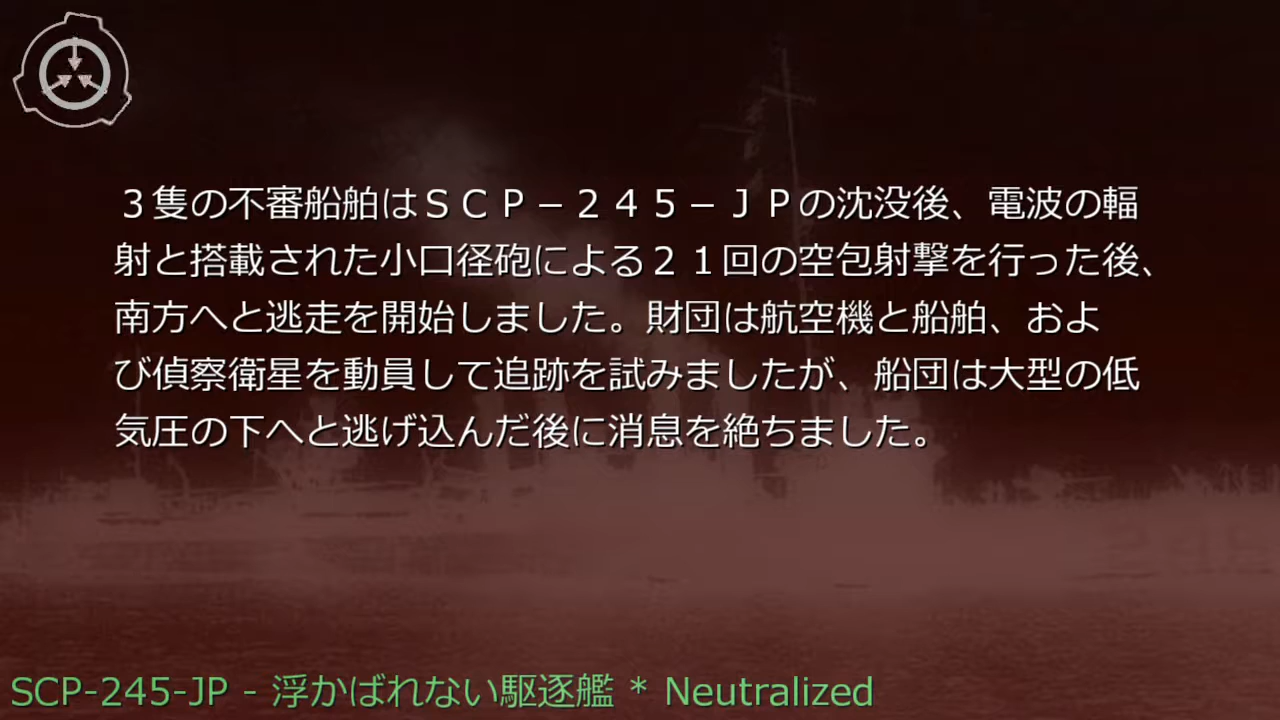 ３隻の不審船舶はＳＣＰ－２４５－ＪＰの沈没後、電波の輻
射と搭載された小口径砲による２１回の空包射撃を行った後、
南方へと逃走を開始しました。財団は航空機と船舶、およ
び偵察衛星を動員して追跡を試みましたが、船団は大型の低
気圧の下へと逃げ込んだ後に消息を絶ちました。
SCP-245-JP - 浮かばれない駆逐艦 * Neutralized